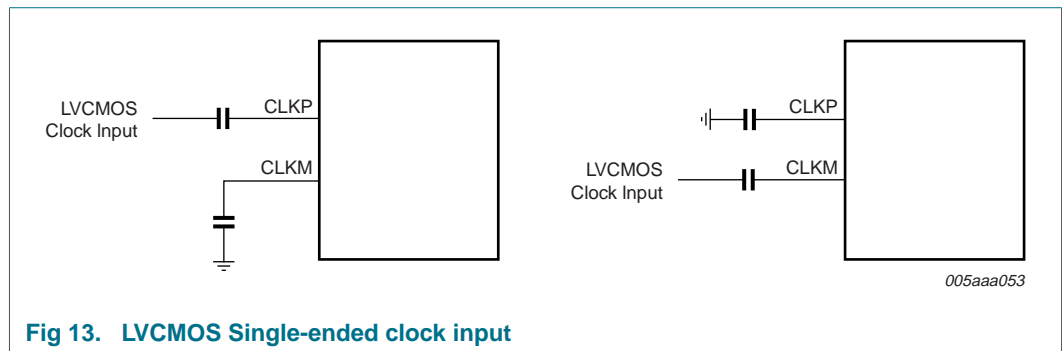 LVCMOS
Clock Input
CLKP
CLKM
CLKP
LVCMOS
Clock Input
CLKM
005aaa053
Fig 13. LVCMOS Single-ended clock input